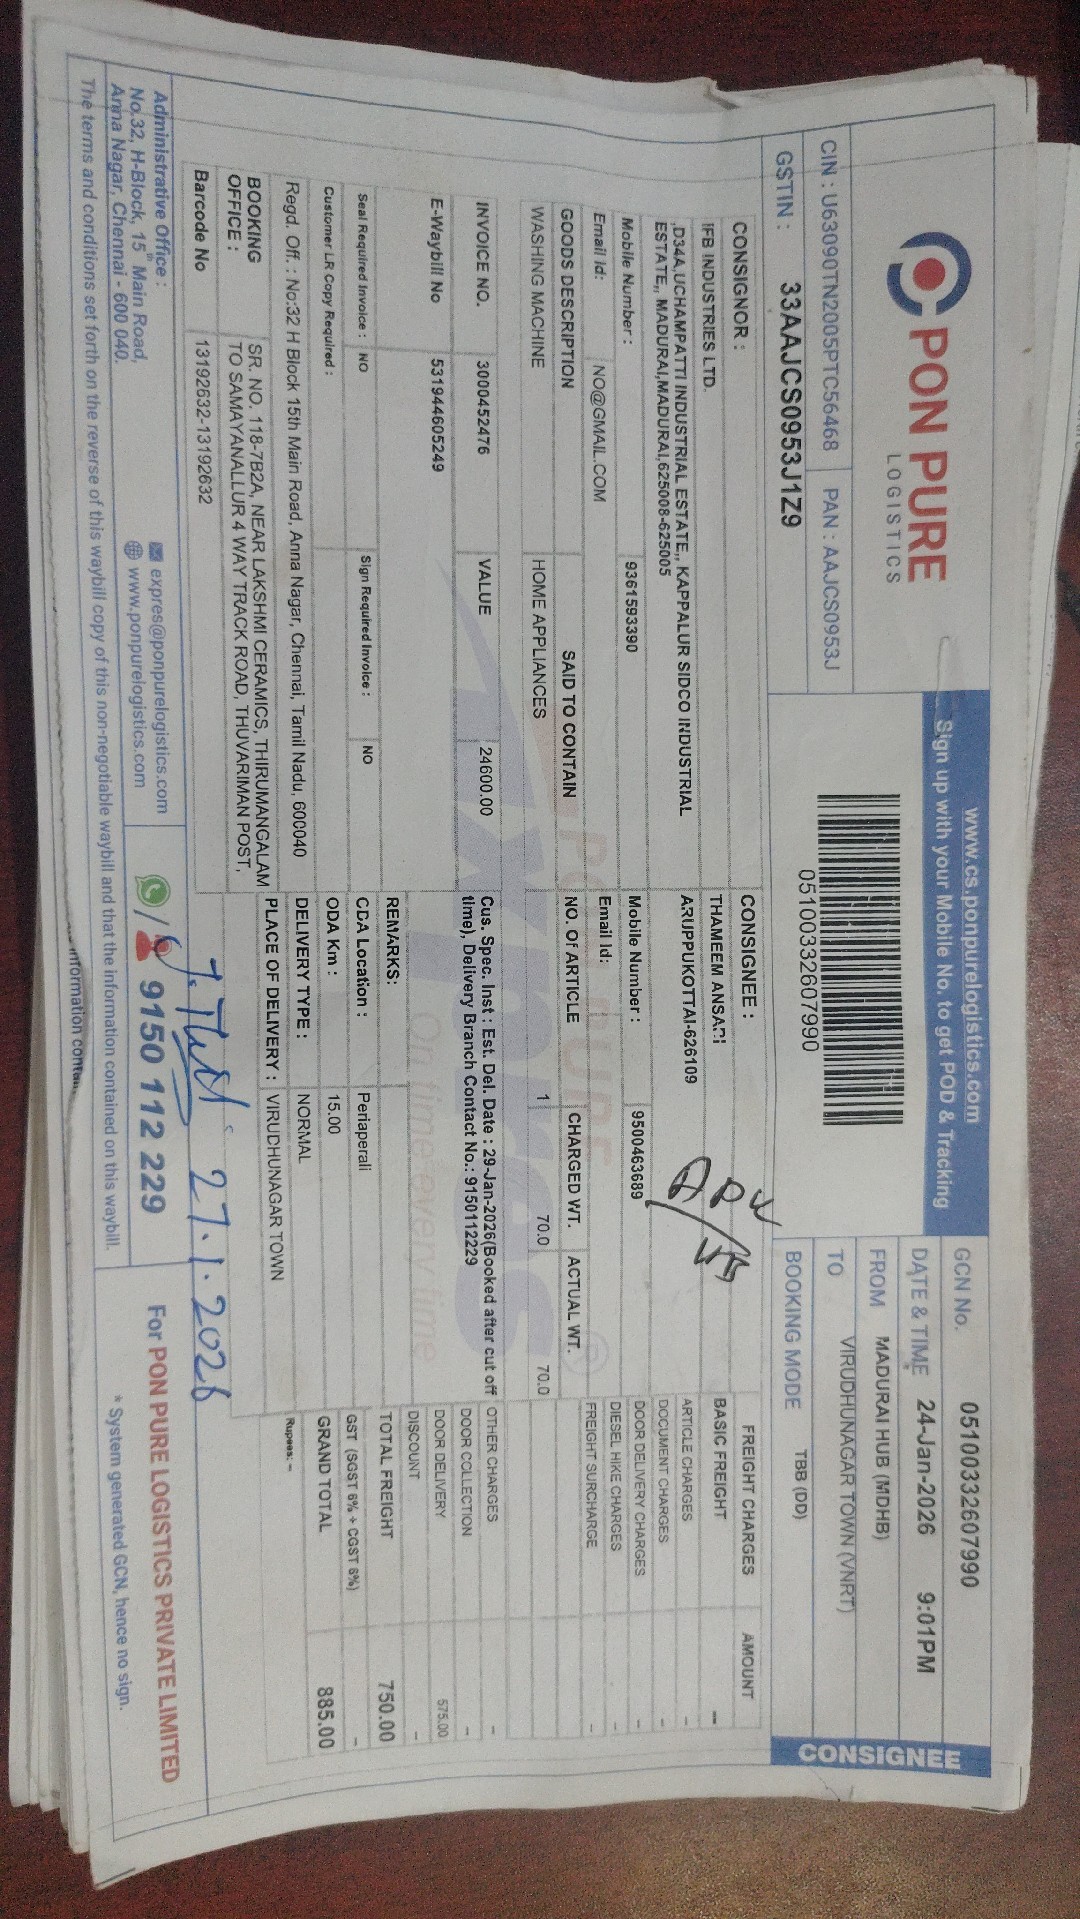 PON PURE
LOGISTICS
CIN : U63090TN2005PTC56468
PAN : AAJCS0953J
GSTIN : 33AAJCS0953J1Z9
www.cs.ponpurelogistics.com
Sign up with your Mobile No. to get POD & Tracking
05100332607990
GCN No. 05100332607990
DATE & TIME 24-Jan-2026 9:01PM
FROM MADURAI HUB (MDHB)
TO VIRUDHUNAGAR TOWN (VNRT)
BOOKING MODE TBB (DD)
CONSIGNEE
CONSIGNOR :
IFB INDUSTRIES LTD.
,D34A,UCHAMPATTI INDUSTRIAL ESTATE,, KAPPALUR SIDCO INDUSTRIAL
ESTATE,, MADURAI,MADURAI,625008-625005
Mobile Number : 9361593390
Email Id: NO@GMAIL.COM
CONSIGNEE :
THAMEEM ANSARI
ARUPPUKOTTAI-626109
Mobile Number : 9500463689
Email Id:
GOODS DESCRIPTION SAID TO CONTAIN NO. Of ARTICLE CHARGED WT. ACTUAL WT.
WASHING MACHINE HOME APPLIANCES 1 70.0 70.0
INVOICE NO. 3000452476 VALUE 24600.00
Cus. Spec. Inst : Est. Del. Date : 29-Jan-2026(Booked after cut off
time), Delivery Branch Contact No.: 9150112229
E-Waybill No 531944605249
REMARKS:
Seal Required Invoice : NO Sign Required Invoice : NO
CDA Location : Periaperali
Customer LR Copy Required :
ODA Km : 15.00
Regd. Off. : No:32 H Block 15th Main Road, Anna Nagar, Chennai, Tamil Nadu, 600040
DELIVERY TYPE : NORMAL
BOOKING
OFFICE :
SR. NO. 118-7B2A, NEAR LAKSHMI CERAMICS, THIRUMANGALAM
TO SAMAYANALLUR 4 WAY TRACK ROAD, THUVARIMAN POST,
PLACE OF DELIVERY : VIRUDHUNAGAR TOWN
Barcode No 13192632-13192632
FREIGHT CHARGES AMOUNT
BASIC FREIGHT -
ARTICLE CHARGES -
DOCUMENT CHARGES -
DOOR DELIVERY CHARGES -
DIESEL HIKE CHARGES -
FREIGHT SURCHARGE -
OTHER CHARGES -
DOOR COLLECTION -
DOOR DELIVERY 575.00
DISCOUNT -
TOTAL FREIGHT 750.00
GST (SGST 6% + CGST 6%) -
GRAND TOTAL 885.00
Rupees: -
27.1.2026
Administrative Office :
No.32, H-Block, 15th Main Road,
Anna Nagar, Chennai - 600 040.
expres@ponpurelogistics.com
www.ponpurelogistics.com
9150 112 229
For PON PURE LOGISTICS PRIVATE LIMITED
* System generated GCN, hence no sign.
The terms and conditions set forth on the reverse of this waybill copy of this non-negotiable waybill and that the information contained on this waybill.